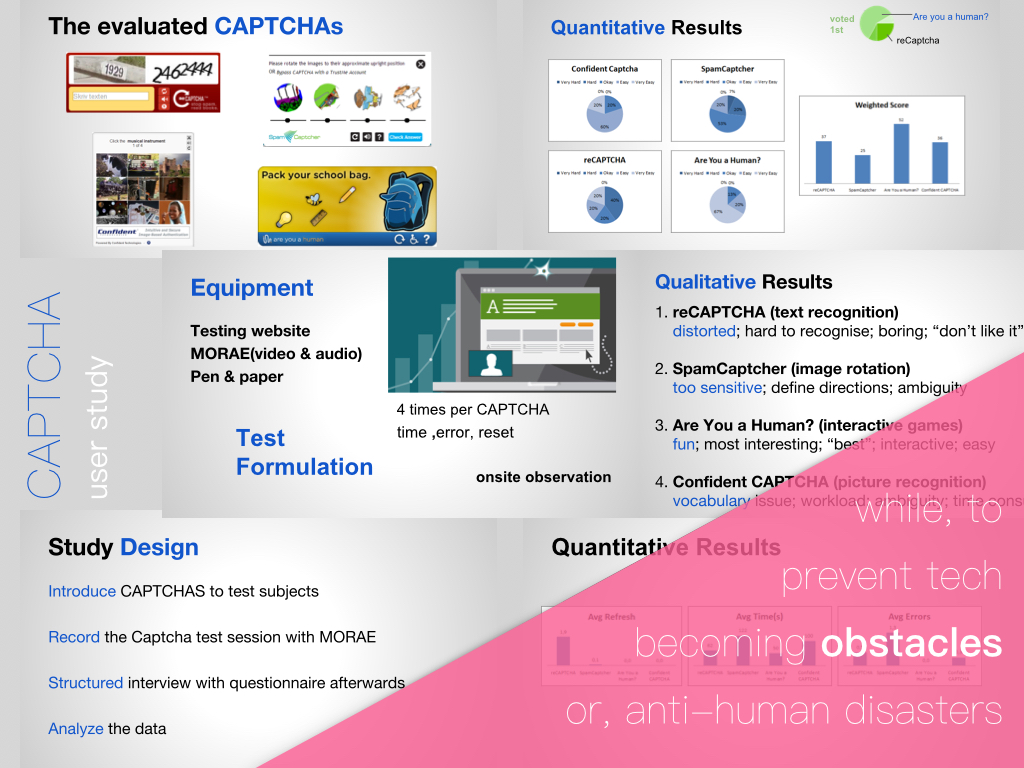 The evaluated CAPTCHAs
1929
2462444
Skriv texten
Please rotate the images to their approximate upright position
OR Bypass CAPTCHA with a TrustMe Account
SpamCaptcher
Check Answer
Click the musical instrument
1 of 4
Confident
Pack your school bag.
are you a human
Quantitative Results
voted
1st
Are you a human?
reCaptcha
Confident Captcha
Very Hard Hard Okay Easy Very Easy
0% 0%
20%
20%
60%
SpamCaptcher
Very Hard Hard Okay Easy Very Easy
0% 7%
reCAPTCHA
Very Hard Hard Okay Easy Very Easy
0%
20%
40%
20%
20%
Are You a Human?
Very Hard Hard Okay Easy Very Easy
0% 0%
13%
20%
67%
Weighted Score
37
25
52
36
reCAPTCHA SpamCaptcher Are You a Human? Confident CAPTCHA
CAPTCHA
user study
Equipment
Testing website
MORAE(video & audio)
Pen & paper
A
Test
Formulation
4 times per CAPTCHA
time ,error, reset
onsite observation
Qualitative Results
1. reCAPTCHA (text recognition)
distorted; hard to recognise; boring; “don’t like it”
2. SpamCaptcher (image rotation)
too sensitive; define directions; ambiguity
3. Are You a Human? (interactive games)
fun; most interesting; “best”; interactive; easy
4. Confident CAPTCHA (picture recognition)
vocabulary issue; workload; ambiguity; time cons
Study Design
Introduce CAPTCHAS to test subjects
Record the Captcha test session with MORAE
Structured interview with questionnaire afterwards
Analyze the data
Quantitative Results
Avg Refresh
Avg Time(s)
Avg Errors
while, to
prevent tech
becoming obstacles
or, anti-human disasters